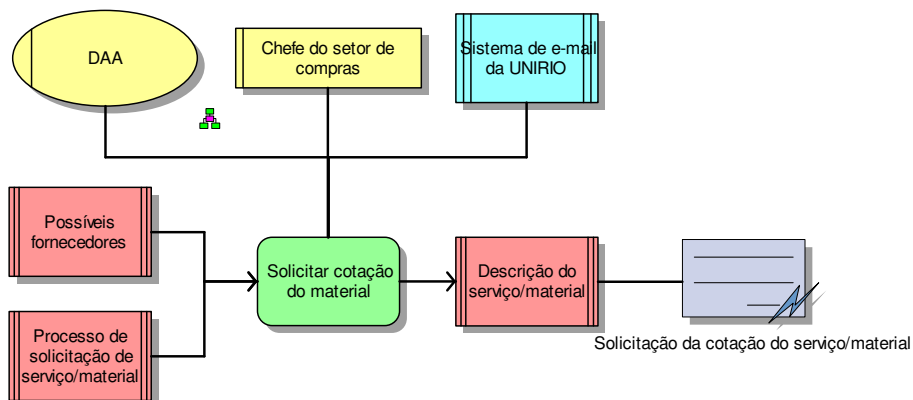 DAA
Chefe do setor de
compras
Sistema de e-mail
da UNIRIO
Possíveis
fornecedores
Solicitar cotação
do material
Descrição do
serviço/material
Processo de
solicitação de
serviço/material
Solicitação da cotação do serviço/material